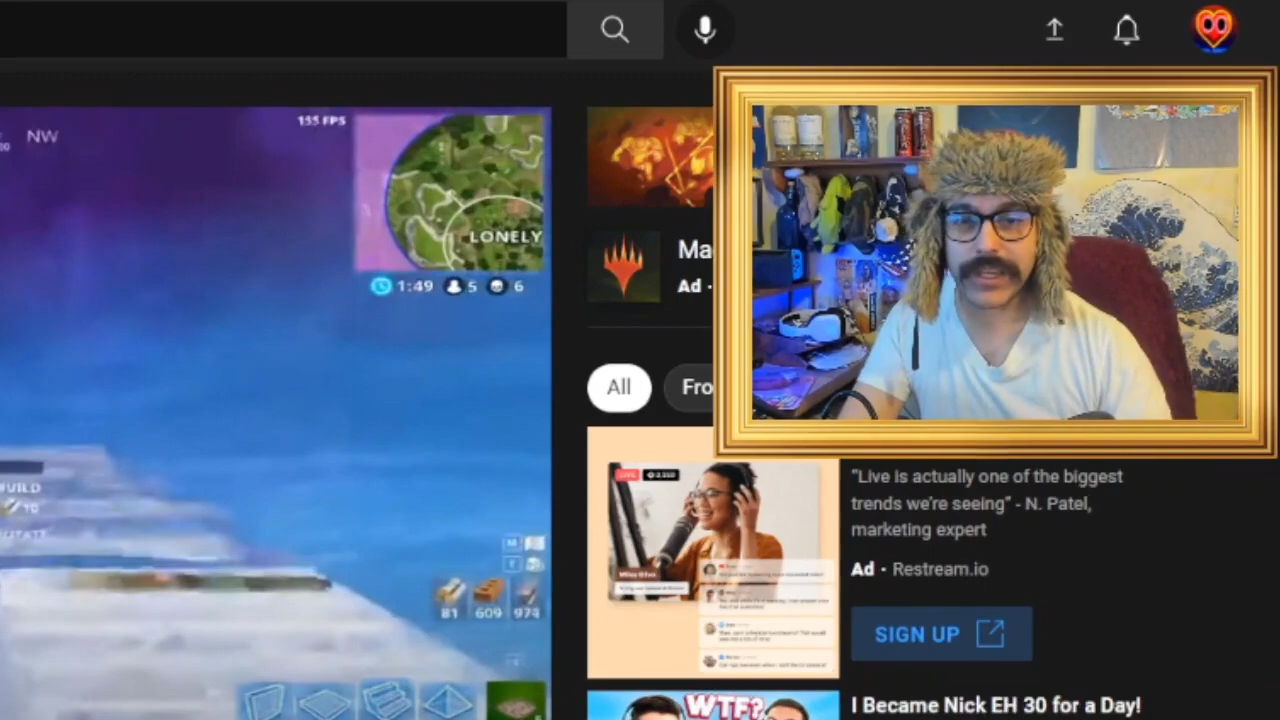 NW
155 FPS
LONELY
1:49 5 6
Ma
Ad ·
All Fro
"Live is actually one of the biggest
trends we're seeing" - N. Patel,
marketing expert
Ad · Restream.io
SIGN UP
81 609 974
WTF?
I Became Nick EH 30 for a Day!